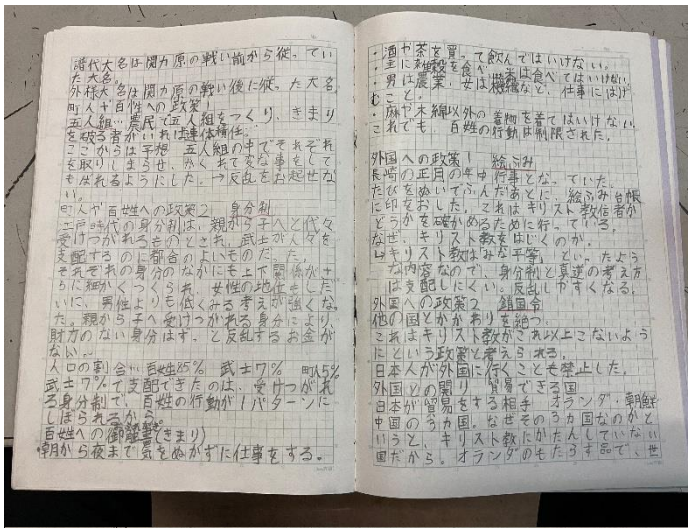 譜代大名は関カ原の戦い前から従ってい
た大名。
外様大名は関カ原の戦い後に従った大名。
町人や百姓への政策1
五人組…農民で五人組をつくり、きまり
を破る者がいれば連体責任。
ここからは予想 五人組の中でそれぞれ
を取りしまらせ、かくれて変な事をして
もばれるようにした。→反乱をお起せな
い。
町人や百姓への政策2 身分制
江戸時代の身分制は、親から子へと代々
受けつがれるものとされ、武士が人々を
支配するのに都合のよいものだった。
それぞれの身分のなかにも上下関係がさ
らに細かくつくられ、女性の地位をした
いに、男性よりも低くみる考えが強くな
た。親から子へ受けつがれる身分により、
財力のない身分はずっと反乱するお金が
ない〜
人口の割合…百姓85% 武士7% 町人5%
武士7%で支配できたのは、受けつがれ
る身分制で、百姓の行動が1パターンに
しばられるから
百姓への御触書(きまり)
・朝から夜まで気をぬかずに仕事をする。
・酒や茶を買って飲んではいけない。
・主に雑穀を食べ、米は食べてはいけない。
・男は農業、女は機織など、仕事にはげ
むこと。
・麻や木綿以外の着物を着てはいけない。
これでも、百姓の行動は制限された。
外国への政策1 絵ふみ
長崎の正月の年中行事となっていた。
たびをぬいでふんだあとに、絵ふみ台帳
に印をおした。これはキリスト教信者か
どうかを確かめるために行っている。
なぜ、キリスト教をはじくのか。
↳キリスト教はみな平等」といったよう
な内容なので、身分制と真逆の考え方
は支配しにくい。反乱しやすくなる。
外国への政策2 鎖国令
他の国とかかわりを絶つ。
これはキリスト教がこれ以上こないよう
にという政策と考えられる。
日本人が外国に行くことも禁止した。
外国との関り 貿易できる国
日本が貿易をする相手 オランダ・朝鮮
中国の3カ国。なぜその3カ国なのかと
いうと、キリスト教にかたんしていない
国だから。オランダのもたらす品で、世